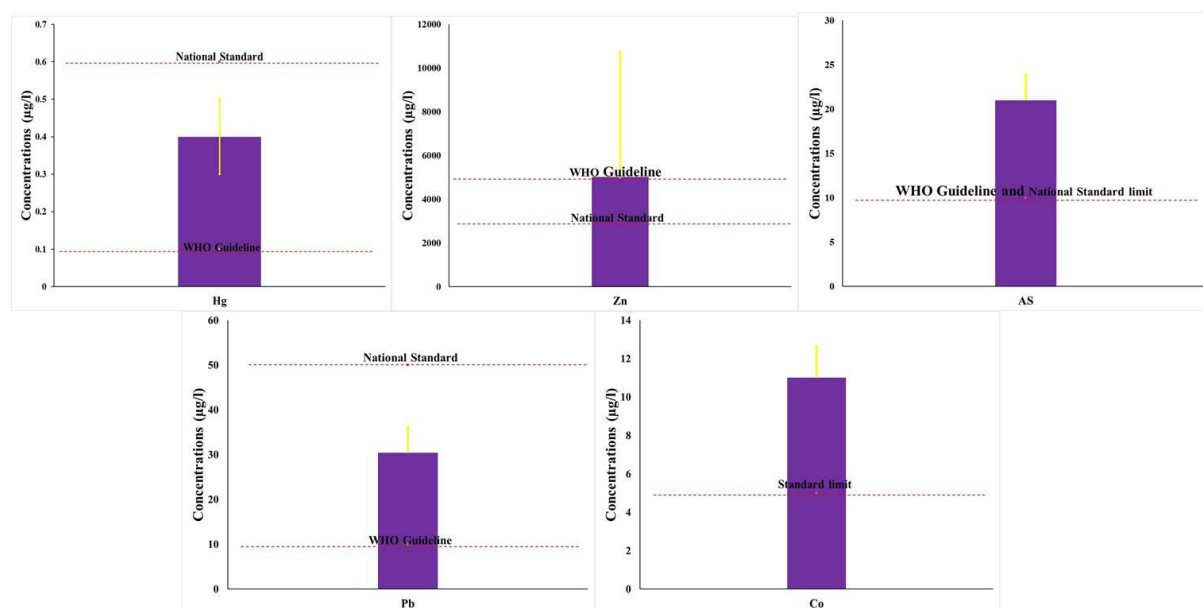 Concentrations (µg/l)
0.7
0.6
0.5
0.4
0.3
0.2
0.1
0
National Standard
WHO Guideline
Hg
Concentrations (µg/l)
12000
10000
8000
6000
4000
2000
0
WHO Guideline
National Standard
Zn
Concentrations (µg/l)
30
25
20
15
10
5
0
WHO Guideline and National Standard limit
AS
Concentrations (µg/l)
60
50
40
30
20
10
0
National Standard
WHO Guideline
Pb
Concentrations (µg/l)
14
12
10
8
6
4
2
0
Standard limit
Co